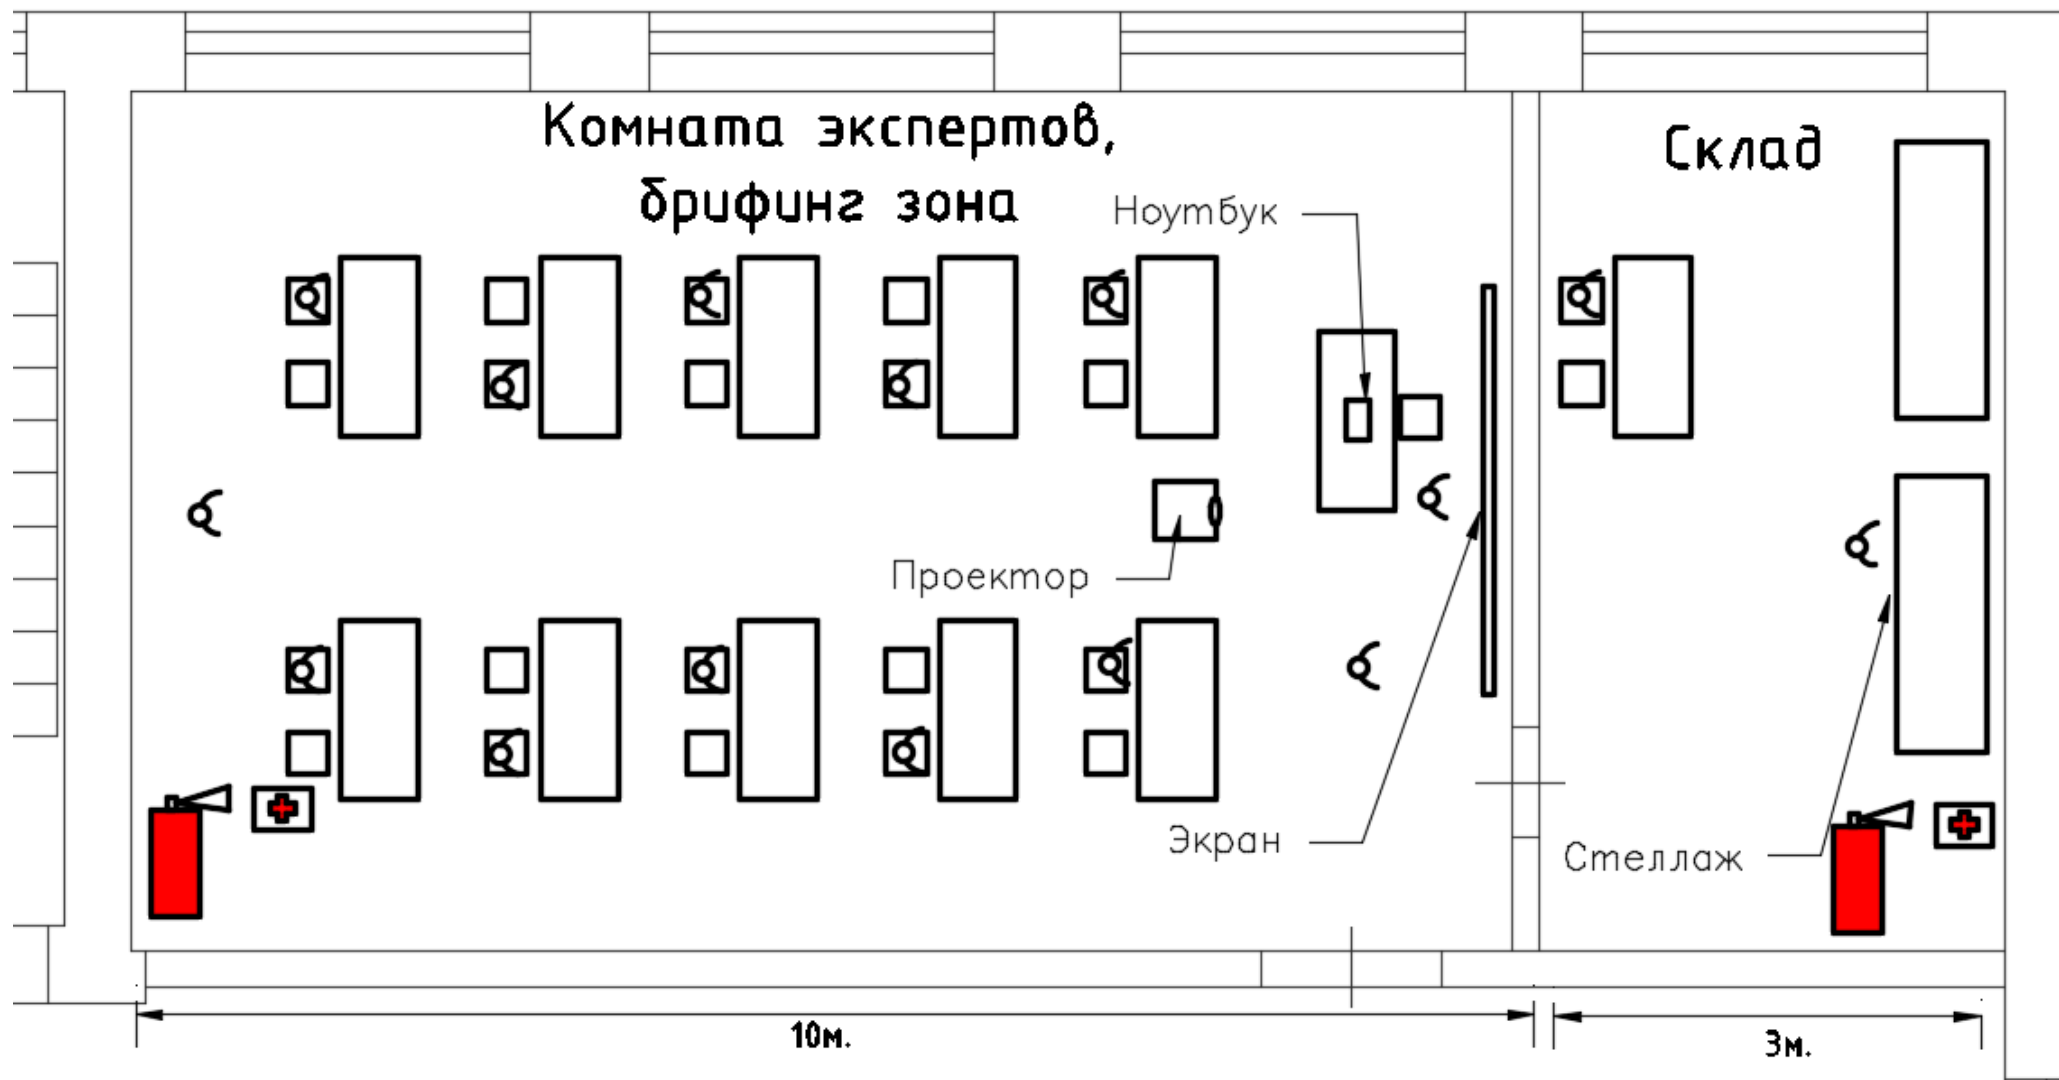 Комната экспертов,
брифинг зона
Склад
Ноутбук
Проектор
Экран
Стеллаж
10м.
3м.